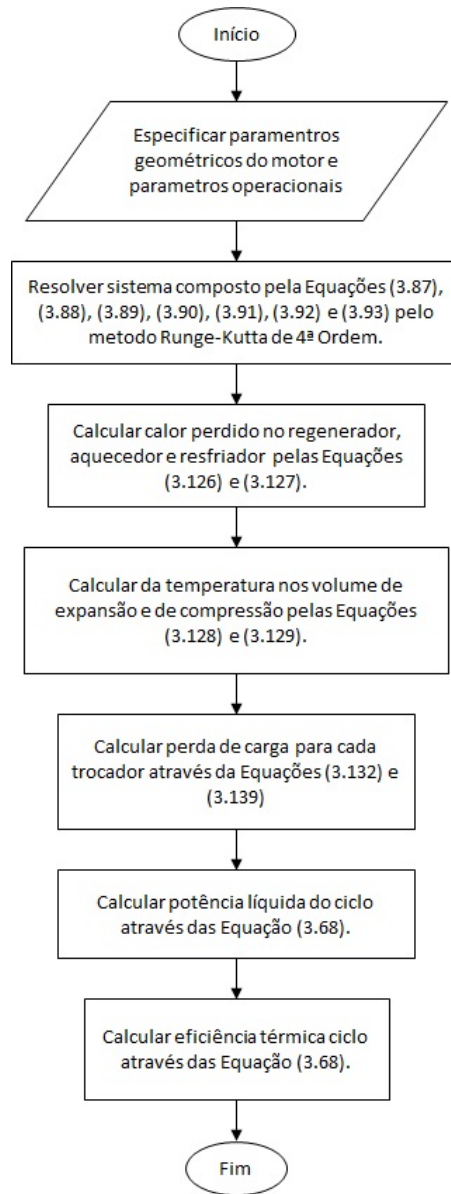 Início
Especificar paramentros
geométricos do motor e
parametros operacionais
Resolver sistema composto pela Equações (3.87),
(3.88), (3.89), (3.90), (3.91), (3.92) e (3.93) pelo
metodo Runge-Kutta de 4ª Ordem.
Calcular calor perdido no regenerador,
aquecedor e resfriador pelas Equações
(3.126) e (3.127).
Calcular da temperatura nos volume de
expansão e de compressão pelas Equações
(3.128) e (3.129).
Calcular perda de carga para cada
trocador através da Equações (3.132) e
(3.139)
Calcular potência líquida do ciclo
através das Equação (3.68).
Calcular eficiência térmica ciclo
através das Equação (3.68).
Fim